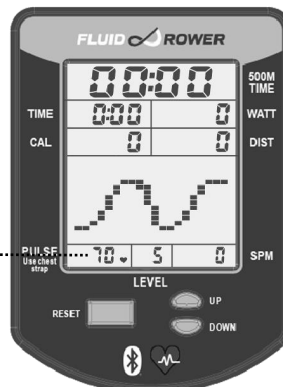 FLUID ROWER
00:00 500M TIME
TIME 0:00 0 WATT
CAL 0 0 DIST
PULSE Use chest strap 70 5 0 SPM
LEVEL
RESET UP
DOWN